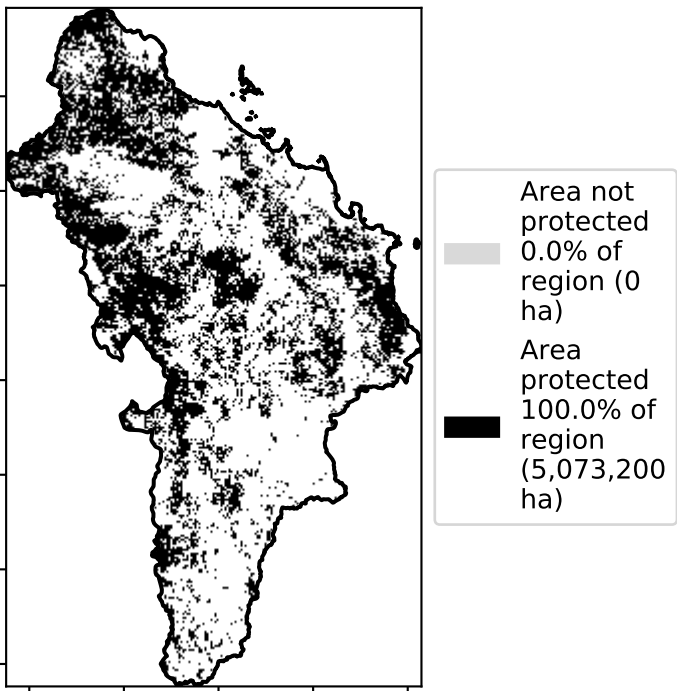 Area not
protected
0.0% of
region (0
ha)
Area
protected
100.0% of
region
(5,073,200
ha)